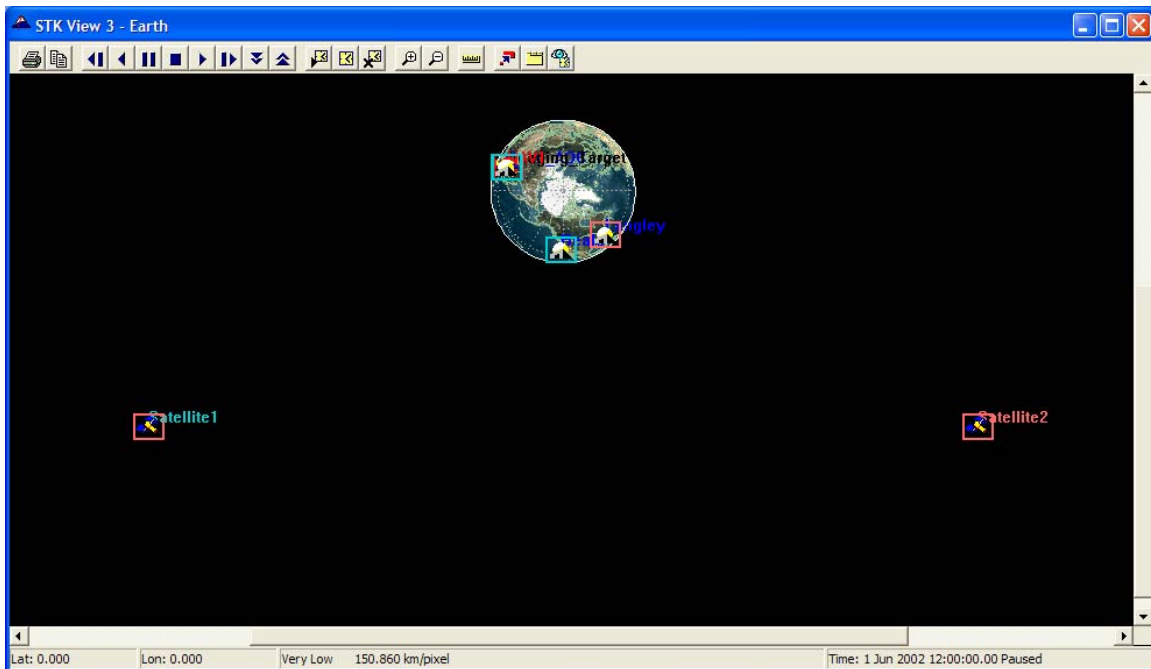 STK View 3 - Earth
Target
Satellite1
Satellite2
Lat: 0.000 Lon: 0.000 Very Low 150.860 km/pixel Time: 1 Jun 2002 12:00:00.00 Paused